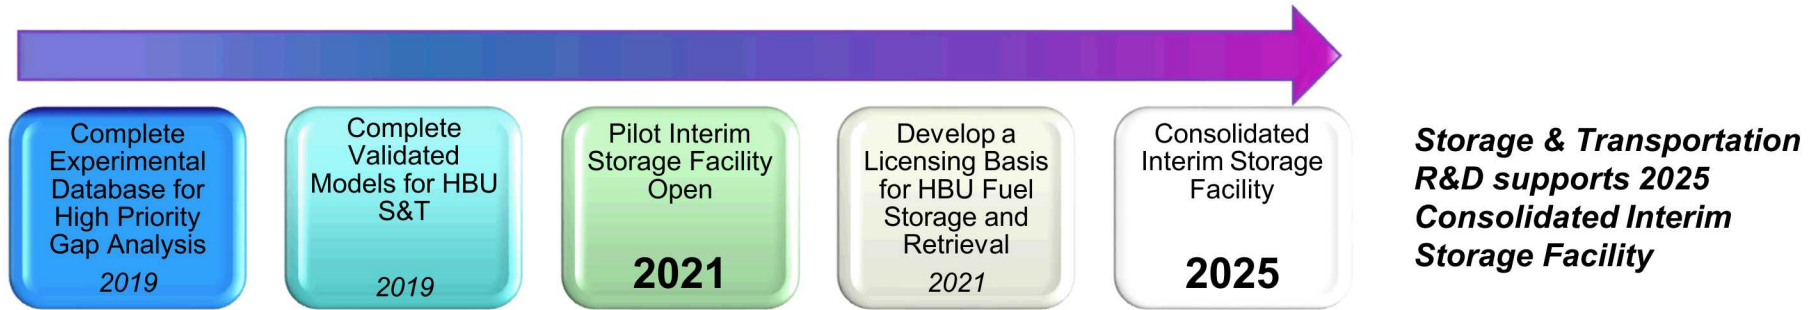 Complete
Experimental
Database for
High Priority
Gap Analysis
2019
Complete
Validated
Models for HBU
S&T
2019
Pilot Interim
Storage Facility
Open
2021
Develop a
Licensing Basis
for HBU Fuel
Storage and
Retrieval
2021
Consolidated
Interim Storage
Facility
2025
Storage & Transportation
R&D supports 2025
Consolidated Interim
Storage Facility